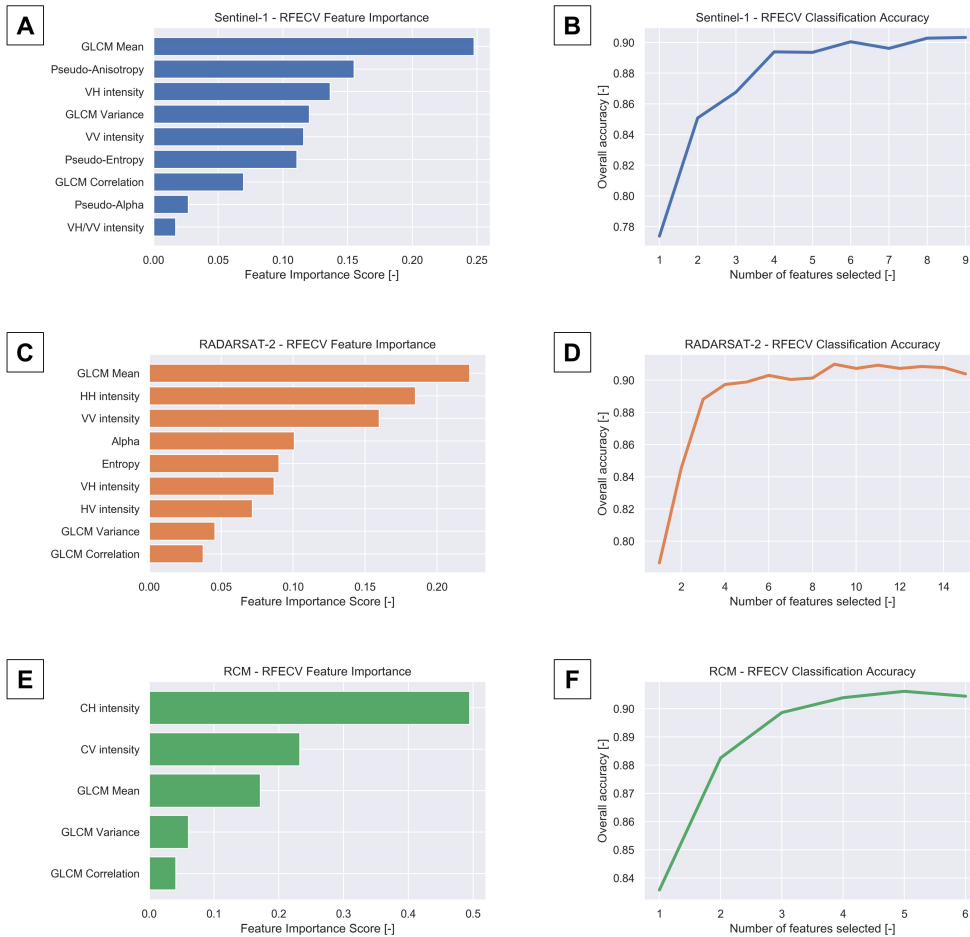 A
Sentinel-1 - RFECV Feature Importance
GLCM Mean
Pseudo-Anisotropy
VH intensity
GLCM Variance
VV intensity
Pseudo-Entropy
GLCM Correlation
Pseudo-Alpha
VH/VV intensity
0.00 0.05 0.10 0.15 0.20 0.25
Feature Importance Score [-]
B
Sentinel-1 - RFECV Classification Accuracy
Overall accuracy [-]
0.90
0.88
0.86
0.84
0.82
0.80
0.78
1 2 3 4 5 6 7 8 9
Number of features selected [-]
C
RADARSAT-2 - RFECV Feature Importance
GLCM Mean
HH intensity
VV intensity
Alpha
Entropy
VH intensity
HV intensity
GLCM Variance
GLCM Correlation
0.00 0.05 0.10 0.15 0.20
Feature Importance Score [-]
D
RADARSAT-2 - RFECV Classification Accuracy
Overall accuracy [-]
0.90
0.88
0.86
0.84
0.82
0.80
2 4 6 8 10 12 14
Number of features selected [-]
E
RCM - RFECV Feature Importance
CH intensity
CV intensity
GLCM Mean
GLCM Variance
GLCM Correlation
0.0 0.1 0.2 0.3 0.4 0.5
Feature Importance Score [-]
F
RCM - RFECV Classification Accuracy
Overall accuracy [-]
0.90
0.89
0.88
0.87
0.86
0.85
0.84
1 2 3 4 5 6
Number of features selected [-]